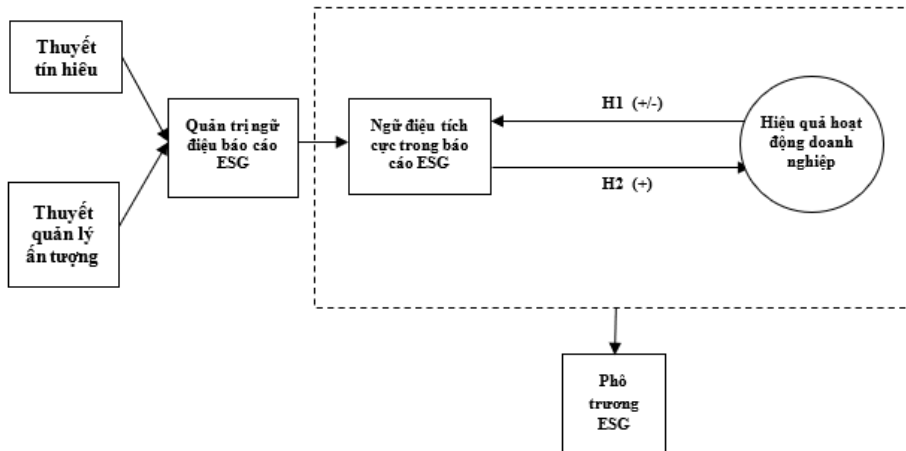 Thuyết
tín hiêu
Thuyết
quản lý
ấn tượng
Quản trị ngữ
điệu báo cáo
ESG
Ngữ điệu tích
cực trong báo
cáo ESG
H1 (+/-)
H2 (+)
Hiệu quả hoạt
động doanh
nghiệp
Phô
trương
ESG